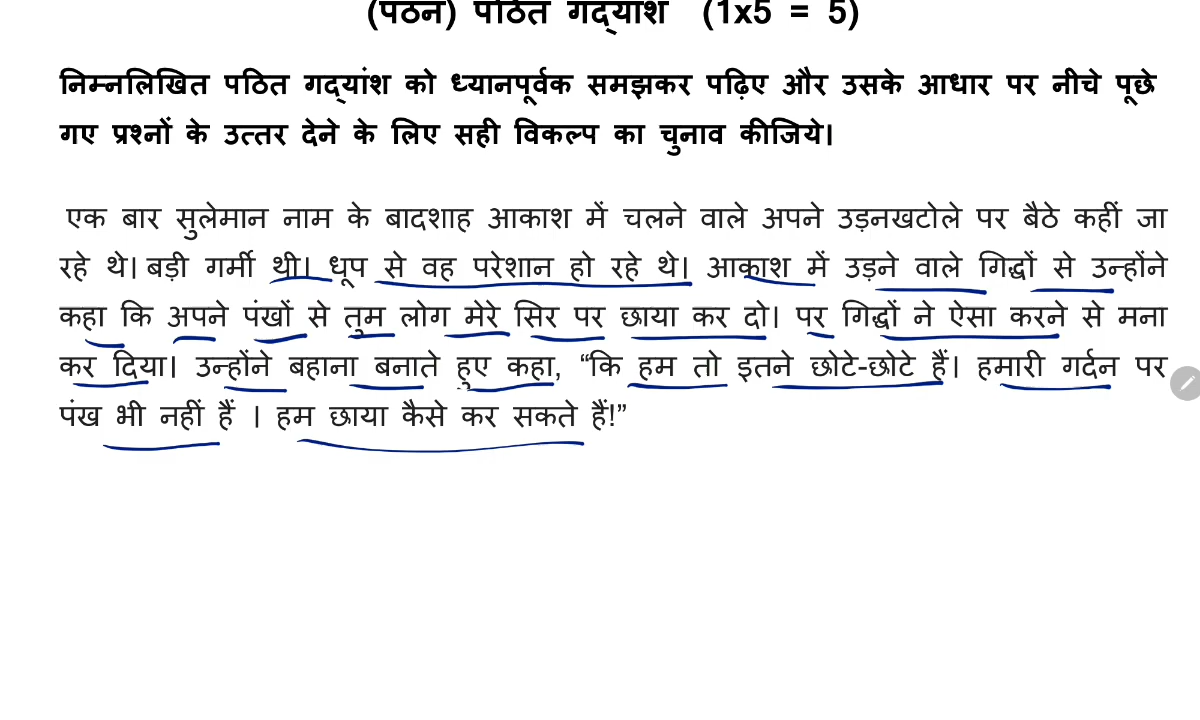 (पठन) पठित गद्यांश (1x5 = 5)
निम्नलिखित पठित गद्यांश को ध्यानपूर्वक समझकर पढ़िए और उसके आधार पर नीचे पूछे
गए प्रश्नों के उत्तर देने के लिए सही विकल्प का चुनाव कीजिये।
एक बार सुलेमान नाम के बादशाह आकाश में चलने वाले अपने उड़नखटोले पर बैठे कहीं जा
रहे थे। बड़ी गर्मी थी। धूप से वह परेशान हो रहे थे। आकाश में उड़ने वाले गिद्धों से उन्होंने
कहा कि अपने पंखों से तुम लोग मेरे सिर पर छाया कर दो। पर गिद्धों ने ऐसा करने से मना
कर दिया। उन्होंने बहाना बनाते हुए कहा, “कि हम तो इतने छोटे-छोटे हैं। हमारी गर्दन पर
पंख भी नहीं हैं । हम छाया कैसे कर सकते हैं!”